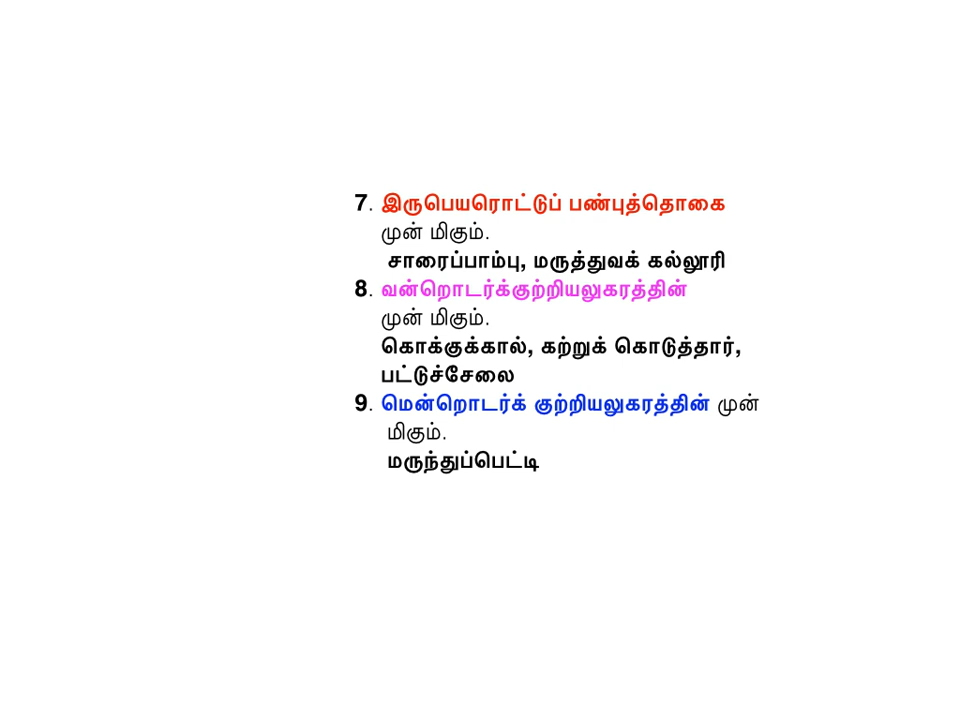 7. இருபெயரொட்டுப் பண்புத்தொகை
முன் மிகும்.
சாரைப்பாம்பு, மருத்துவக் கல்லூரி
8. வன்றொடர்க்குற்றியலுகரத்தின்
முன் மிகும்.
கொக்குக்கால், கற்றுக் கொடுத்தார்,
பட்டுச்சேலை
9. மென்றொடர்க் குற்றியலுகரத்தின் முன்
மிகும்.
மருந்துப்பெட்டி